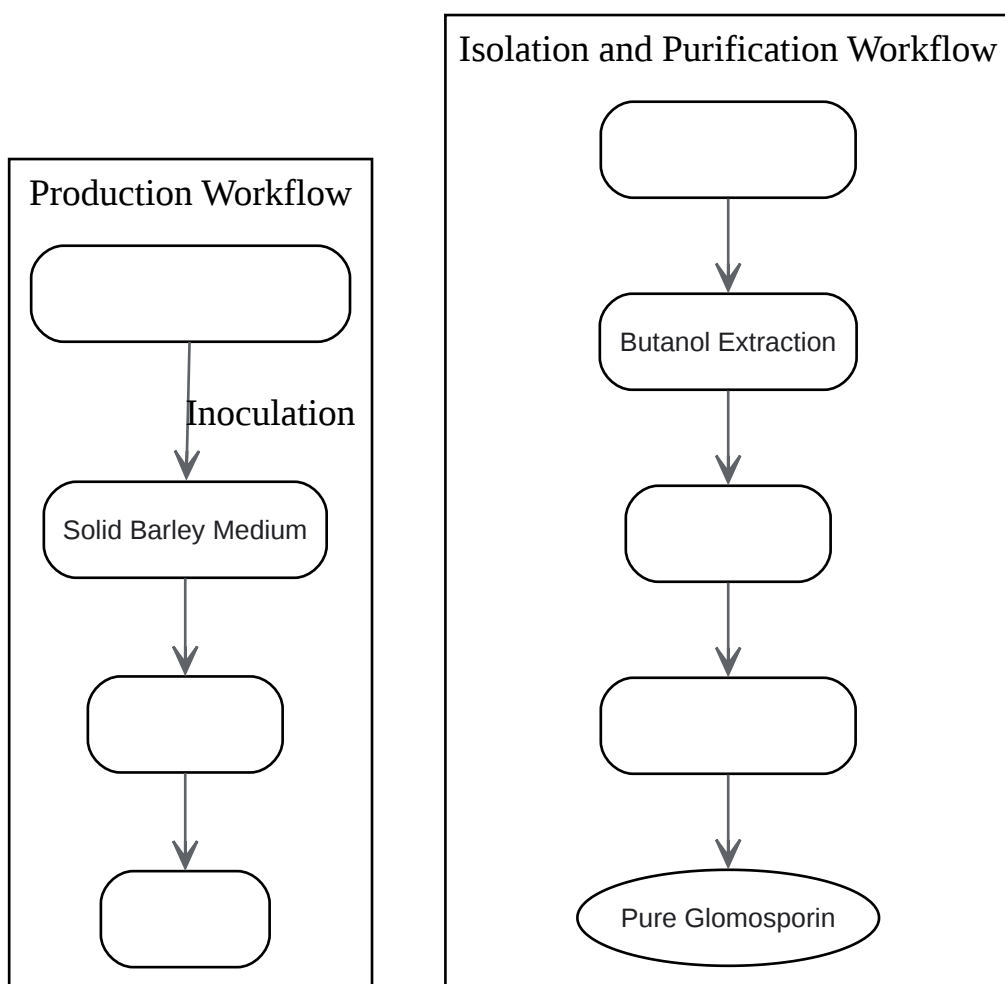 Production Workflow
Inoculation
Solid Barley Medium
Isolation and Purification Workflow
Butanol Extraction
Pure Glomosporin